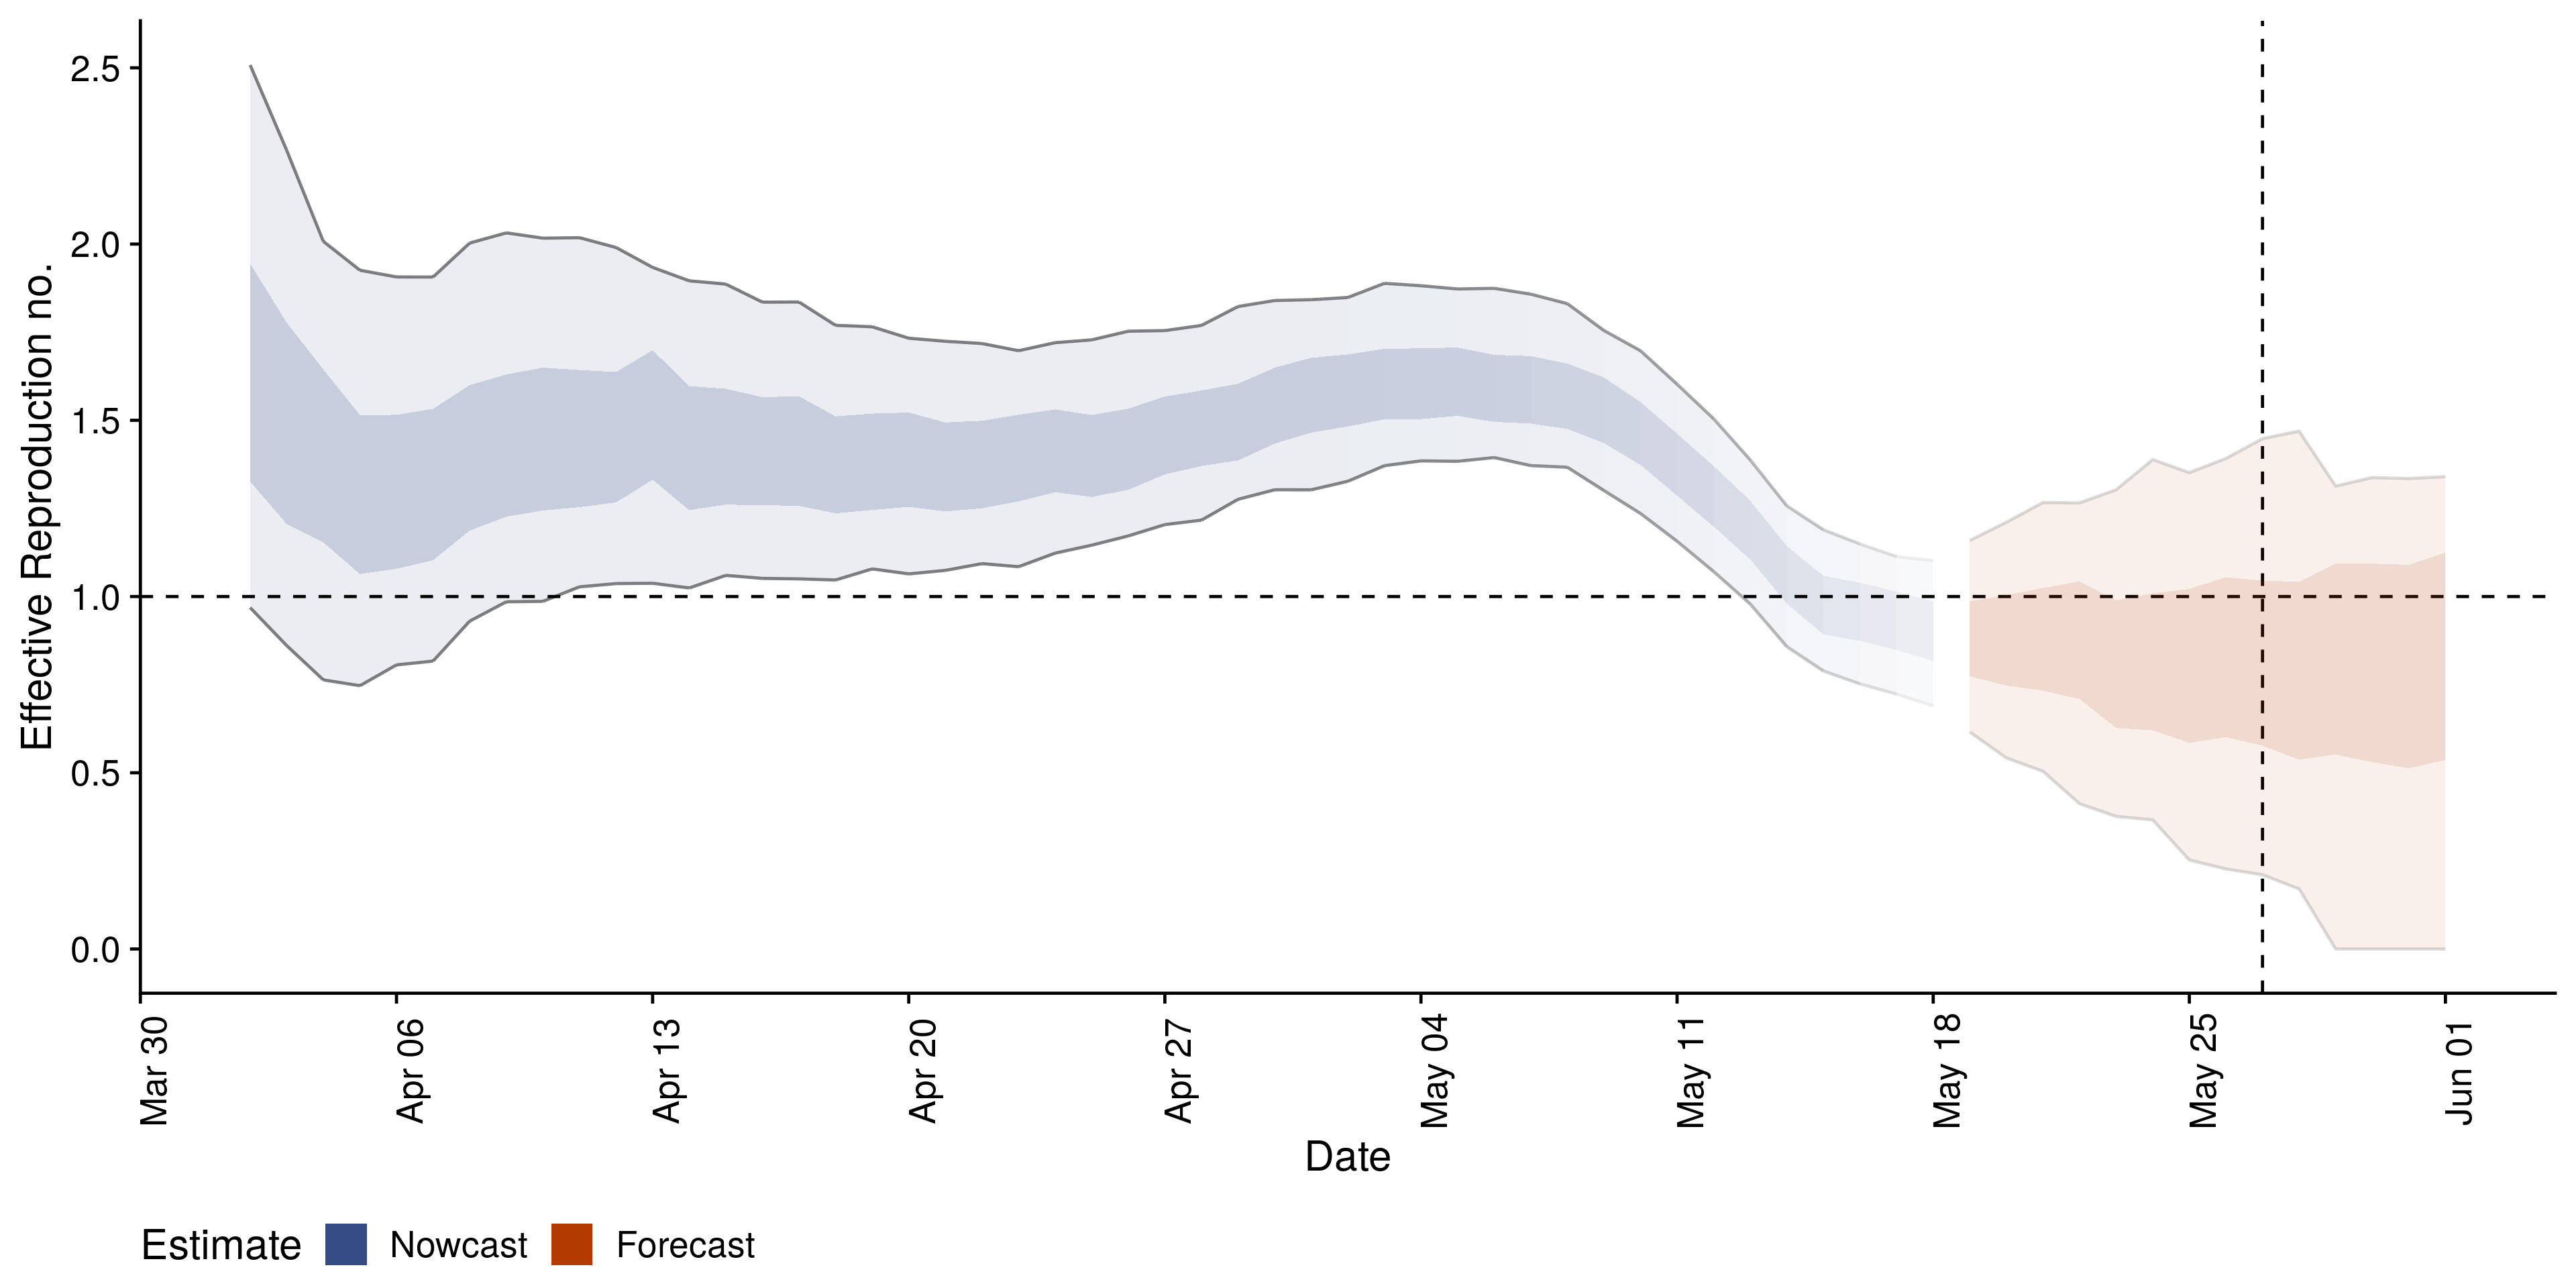 Effective Reproduction no.
2.5
2.0
1.5
1.0
0.5
0.0
Mar 30
Apr 06
Apr 13
Apr 20
Apr 27
May 04
May 11
May 18
May 25
Jun 01
Date
Estimate Nowcast Forecast